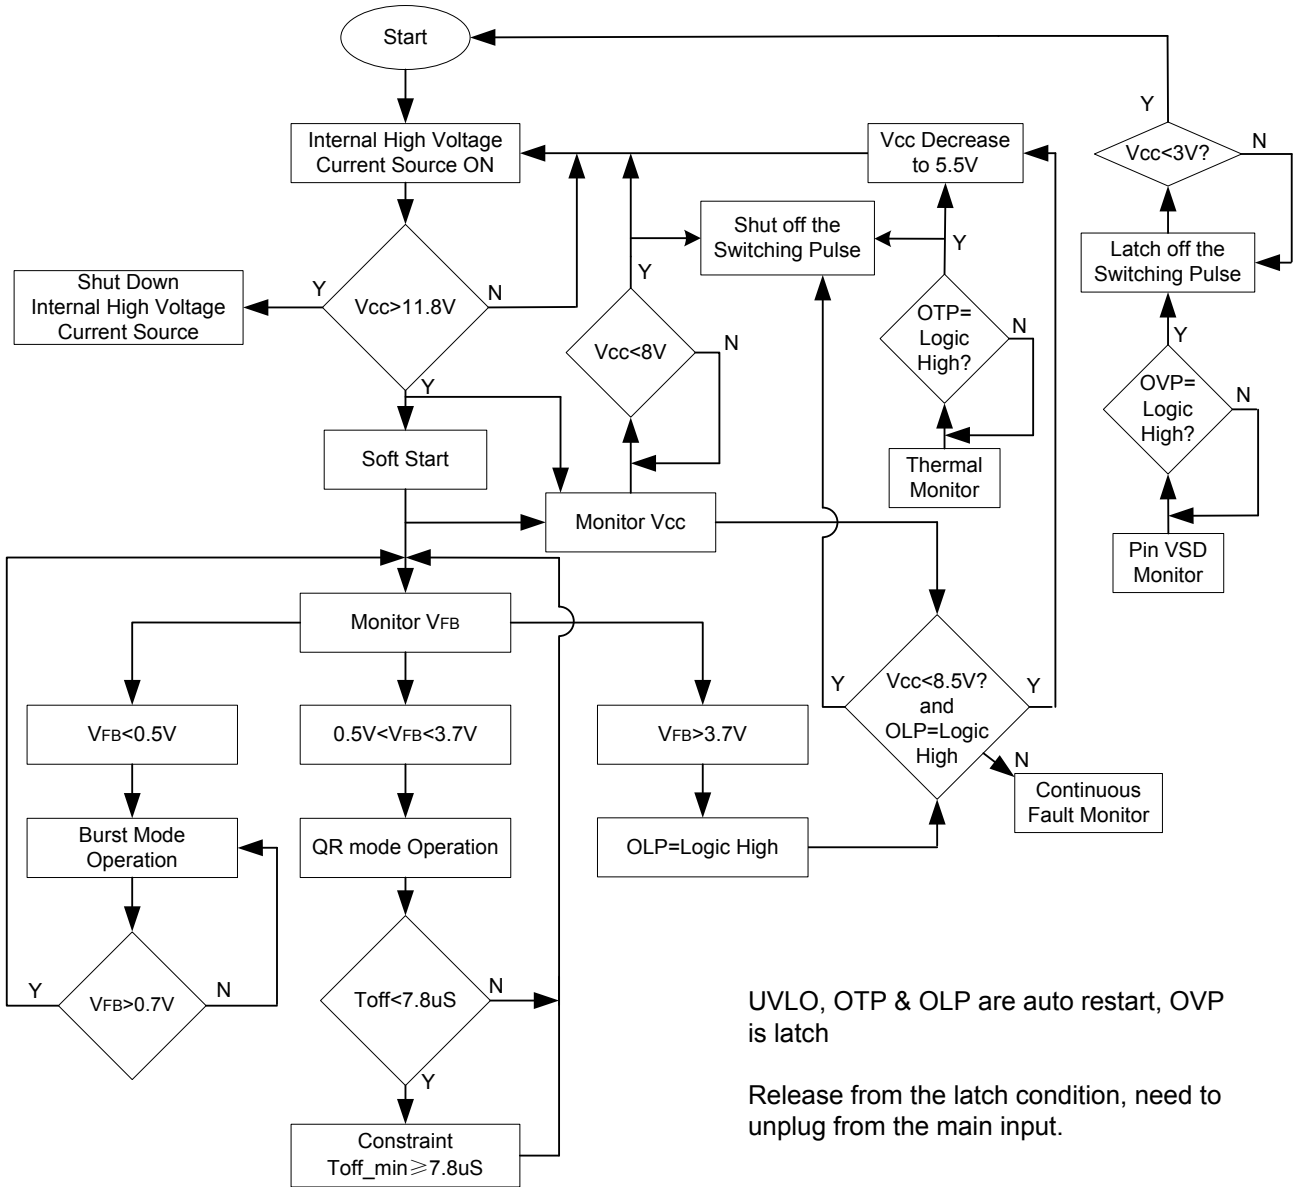 Start
Y
Internal High Voltage
Current Source ON
Vcc Decrease
to 5.5V
Vcc<3V?
N
Shut off the
Switching Pulse
Y
Latch off the
Switching Pulse
Shut Down
Internal High Voltage
Current Source
Y
Vcc>11.8V
N
Y
Vcc<8V
N
OTP=
Logic
High?
N
Y
OVP=
Logic
High?
N
Y
Soft Start
Thermal
Monitor
Monitor Vcc
Pin VSD
Monitor
Monitor VFB
VFB<0.5V
0.5V<VFB<3.7V
VFB>3.7V
Y
Vcc<8.5V?
and
OLP=Logic
High
Y
N
Continuous
Fault Monitor
Burst Mode
Operation
QR mode Operation
OLP=Logic High
Y
VFB>0.7V
N
Toff<7.8uS
N
Y
Constraint
Toff_min≥7.8uS
UVLO, OTP & OLP are auto restart, OVP
is latch
Release from the latch condition, need to
unplug from the main input.